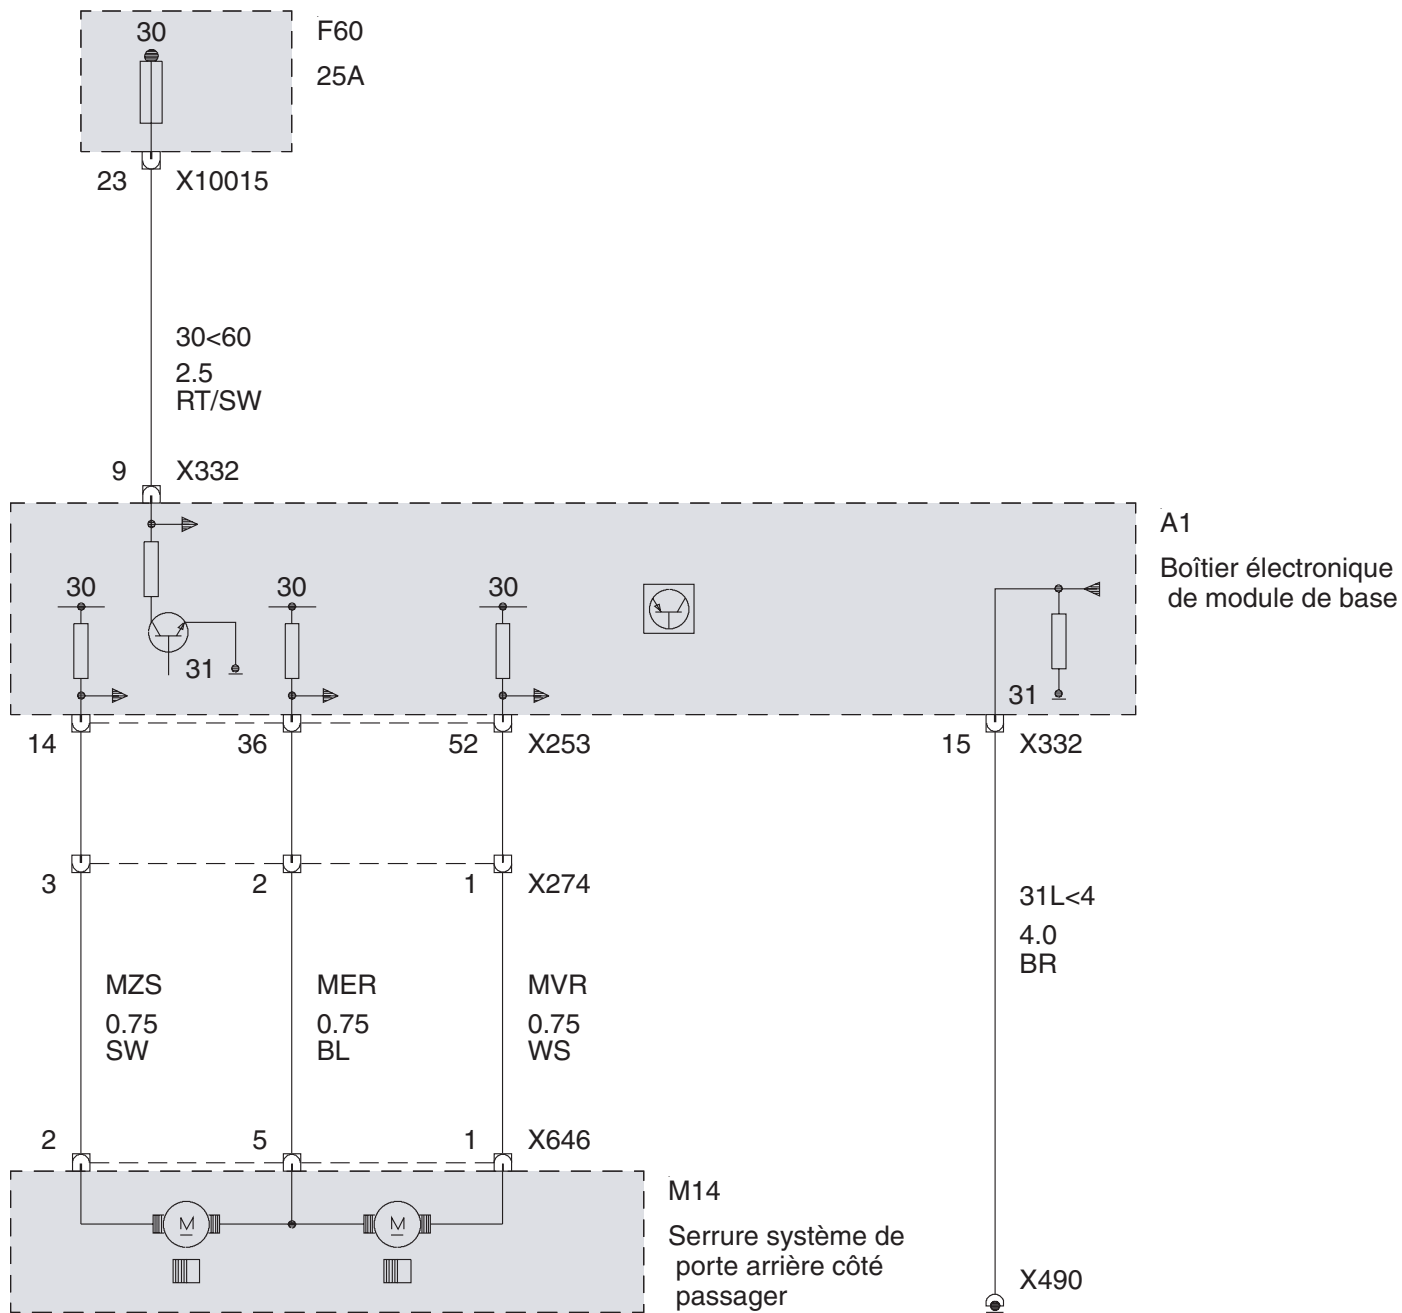 30
F60
25A
23 X10015
30<60
2.5
RT/SW
9 X332
A1
Boîtier électronique
de module de base
30 30 30
31
31
14 36 52 X253 15 X332
3 2 1 X274
31L<4
4.0
BR
MZS MER MVR
0.75 0.75 0.75
SW BL WS
2 5 1 X646
M14
M M
Serrure système de
porte arrière côté
passager
X490